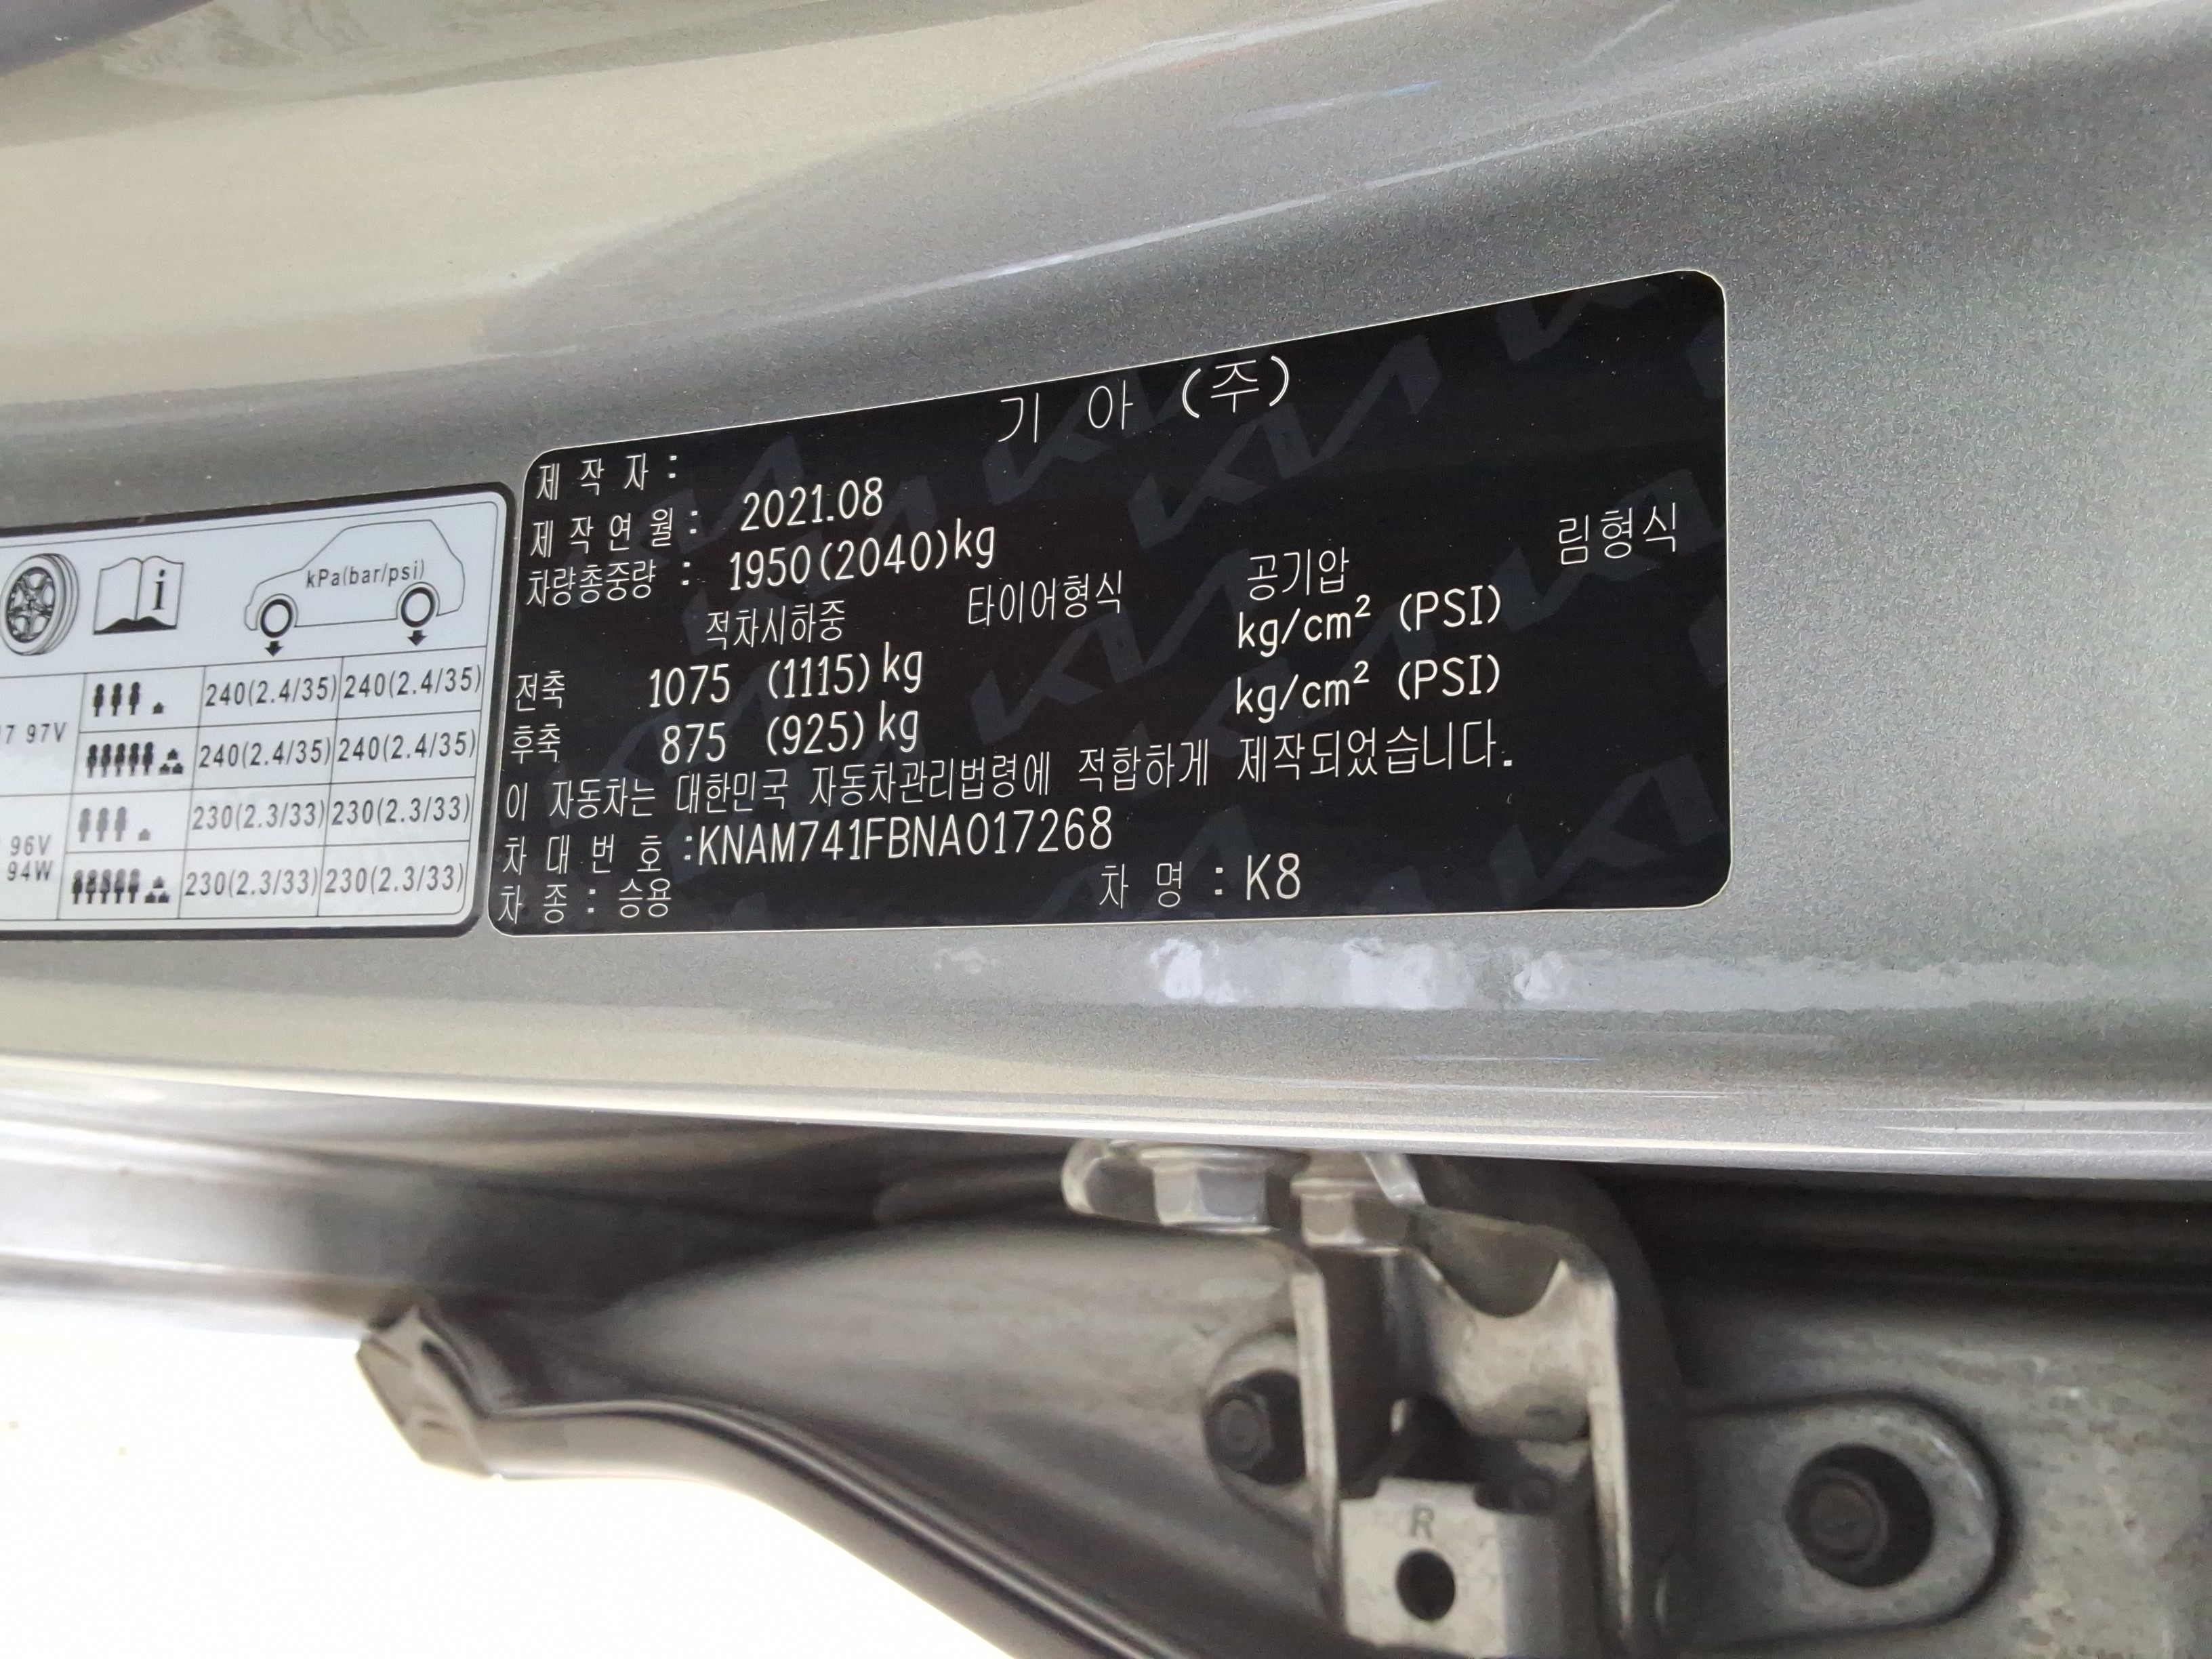 기 아 (주)
제 작 자 :
제 작 연 월 : 2021.08
차량총중량 : 1950(2040)kg
적차시하중 타이어형식 공기압 림형식
전축 1075 (1115)kg kg/cm² (PSI)
후축 875 (925)kg kg/cm² (PSI)
이 자동차는 대한민국 자동차관리법령에 적합하게 제작되었습니다.
차 대 번 호 :KNAM741FBNA017268
차 종 : 승용 차 명 : K8
i kPa(bar/psi)
97V 240(2.4/35) 240(2.4/35)
240(2.4/35) 240(2.4/35)
96V 230(2.3/33) 230(2.3/33)
94W 230(2.3/33) 230(2.3/33)
R